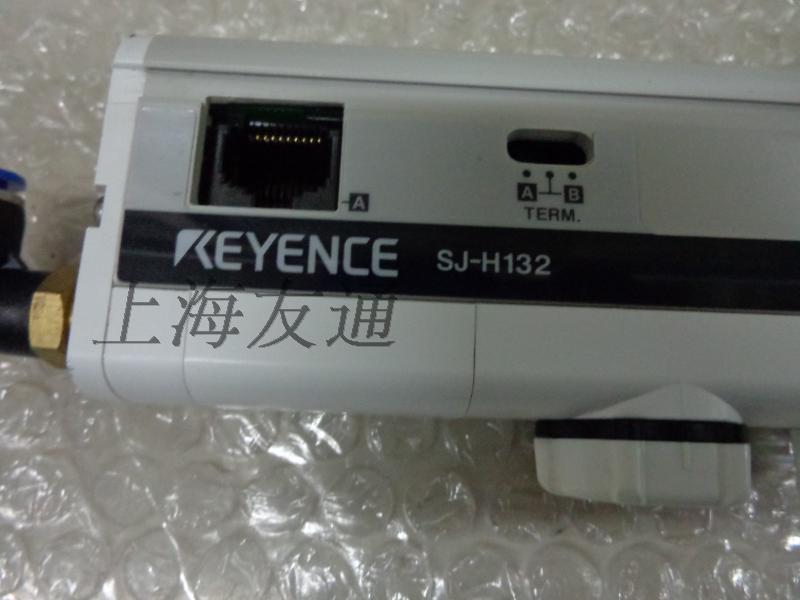 A
A B
TERM.
KEYENCE SJ-H132
上海友通